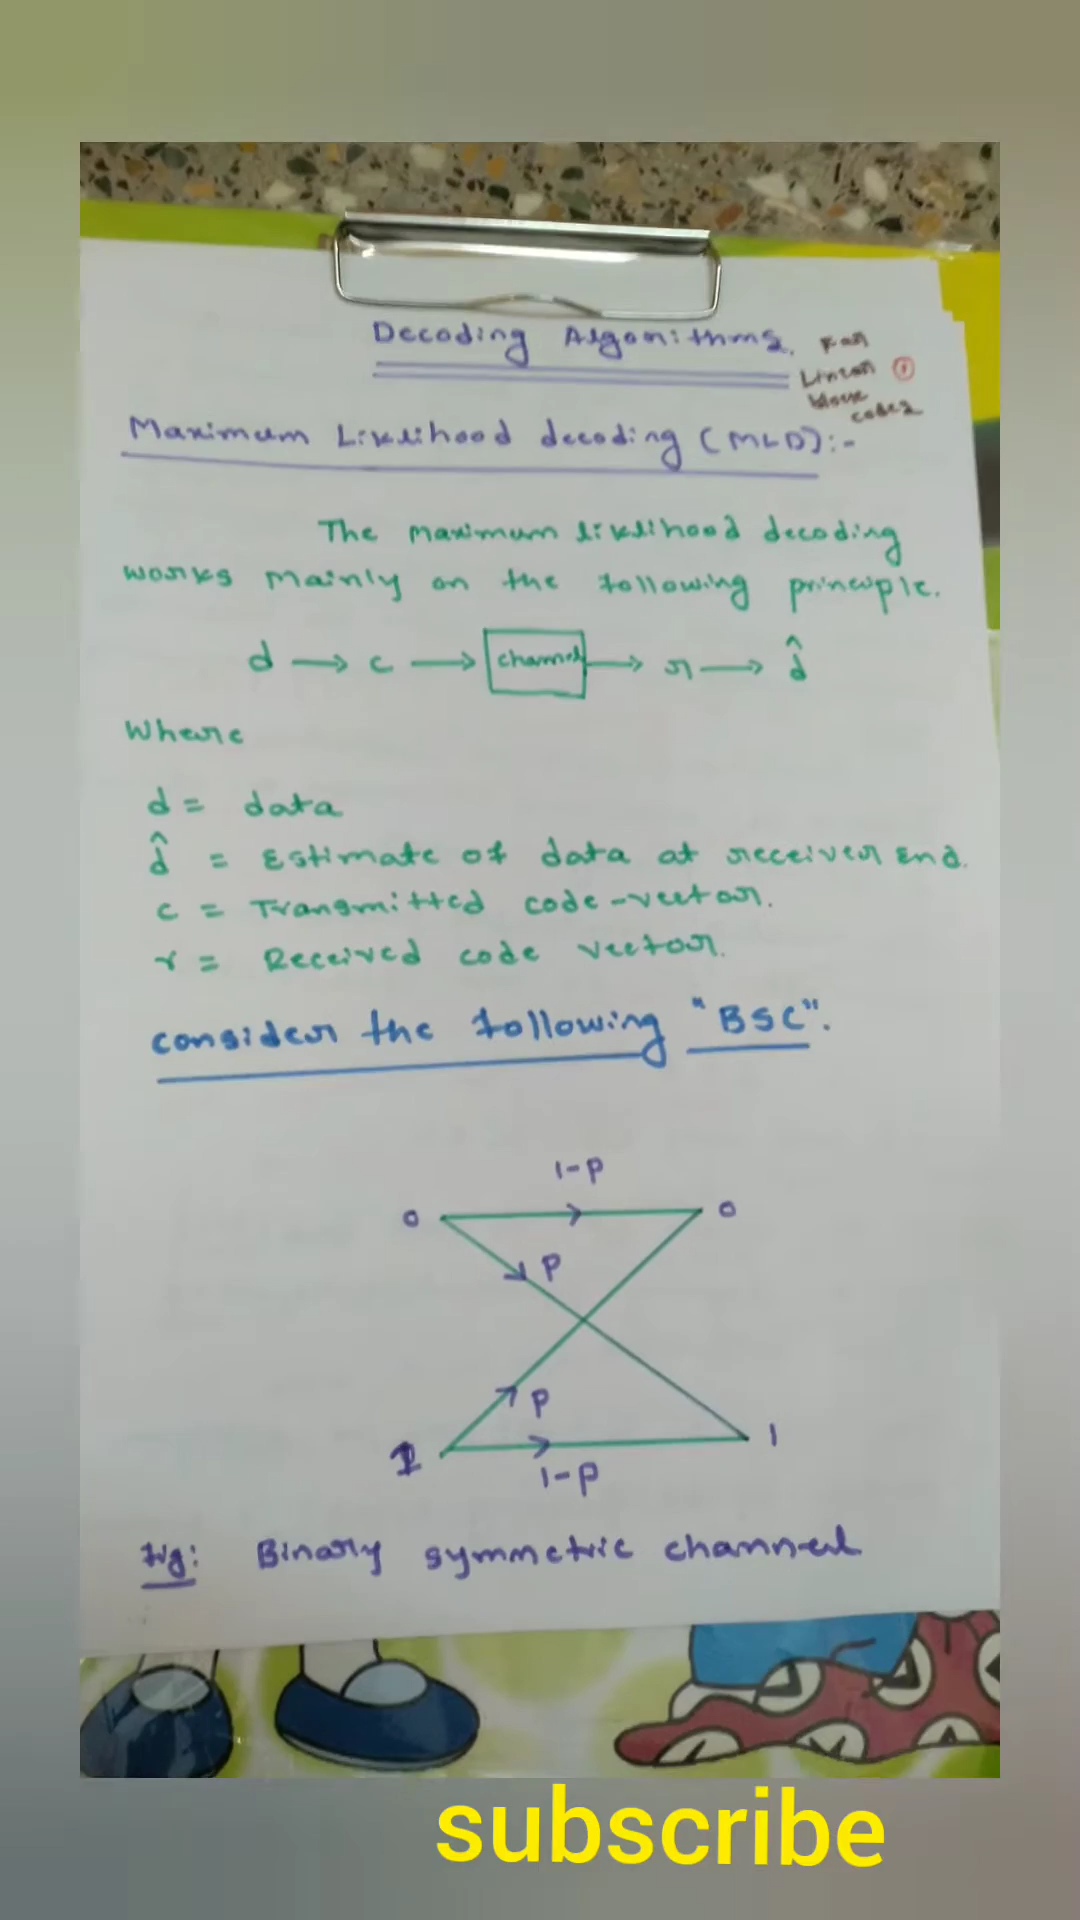 Decoding Algorithms. For
Linear ①
block
codes
Maximum Liklihood decoding (MLD):-
The maximum liklihood decoding
works mainly on the following principle.
d → c → channel → r → d̂
Where
d = data
d̂ = Estimate of data at receiver end.
c = Transmitted code-vector.
r = Received code vector.
consider the following "BSC".
1-p
0 0
p
p
1 1
1-p
Fig: Binary symmetric channel
subscribe